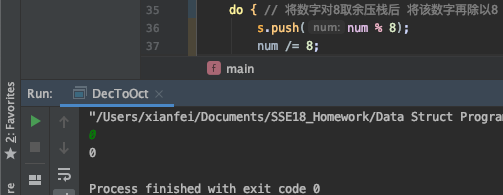 35 do { // 将数字对8取余压栈后 将该数字再除以8
36 s.push( num: num % 8);
37 num /= 8;
f main
Run: DecToOct ×
"/Users/xianfei/Documents/SSE18_Homework/Data Struct Progra
0
0
Process finished with exit code 0
2: Favorites